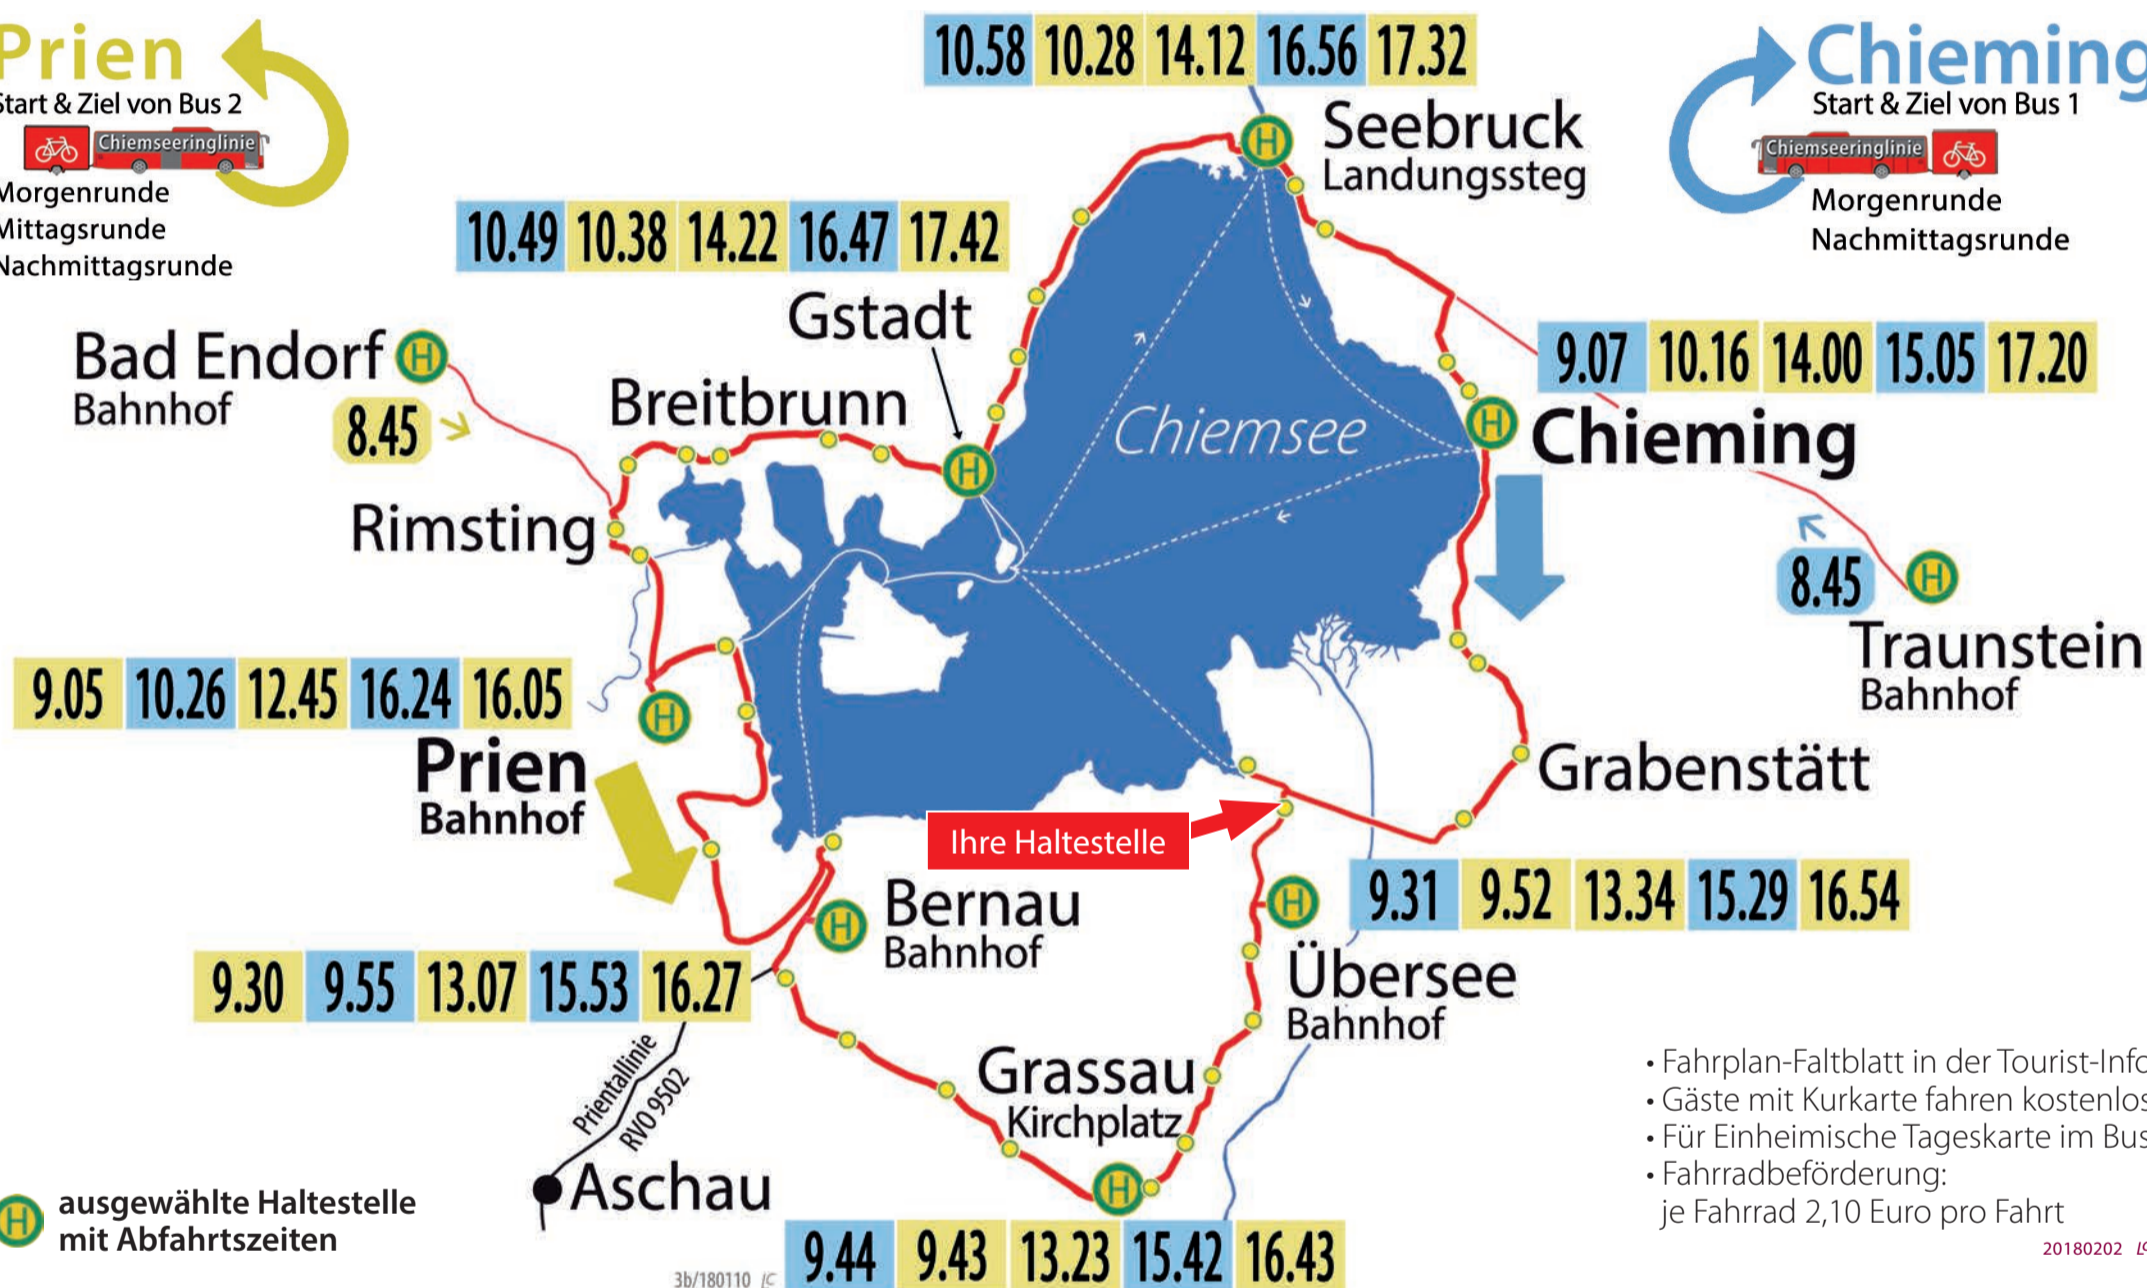 Prien
Start & Ziel von Bus 2
Chiemseeringlinie
Morgenrunde
Mittagsrunde
Nachmittagsrunde
10.58 10.28 14.12 16.56 17.32
H
Seebruck
Landungssteg
Chieming
Start & Ziel von Bus 1
Chiemseeringlinie
Morgenrunde
Nachmittagsrunde
10.49 10.38 14.22 16.47 17.42
Gstadt
H
Bad Endorf H
Bahnhof
8.45
Breitbrunn
Chiemsee
9.07 10.16 14.00 15.05 17.20
H Chieming
Rimsting
8.45 H
Traunstein
Bahnhof
9.05 10.26 12.45 16.24 16.05
H
Prien
Bahnhof
Grabenstätt
Ihre Haltestelle
H Bernau
Bahnhof
H 9.31 9.52 13.34 15.29 16.54
Übersee
Bahnhof
9.30 9.55 13.07 15.53 16.27
Prientallinie
RVO 9502
Aschau
Grassau
Kirchplatz
H
9.44 9.43 13.23 15.42 16.43
H ausgewählte Haltestelle
mit Abfahrtszeiten
• Fahrplan-Faltblatt in der Tourist-Info
• Gäste mit Kurkarte fahren kostenlos
• Für Einheimische Tageskarte im Bus
• Fahrradbeförderung:
je Fahrrad 2,10 Euro pro Fahrt
3b/180110
20180202